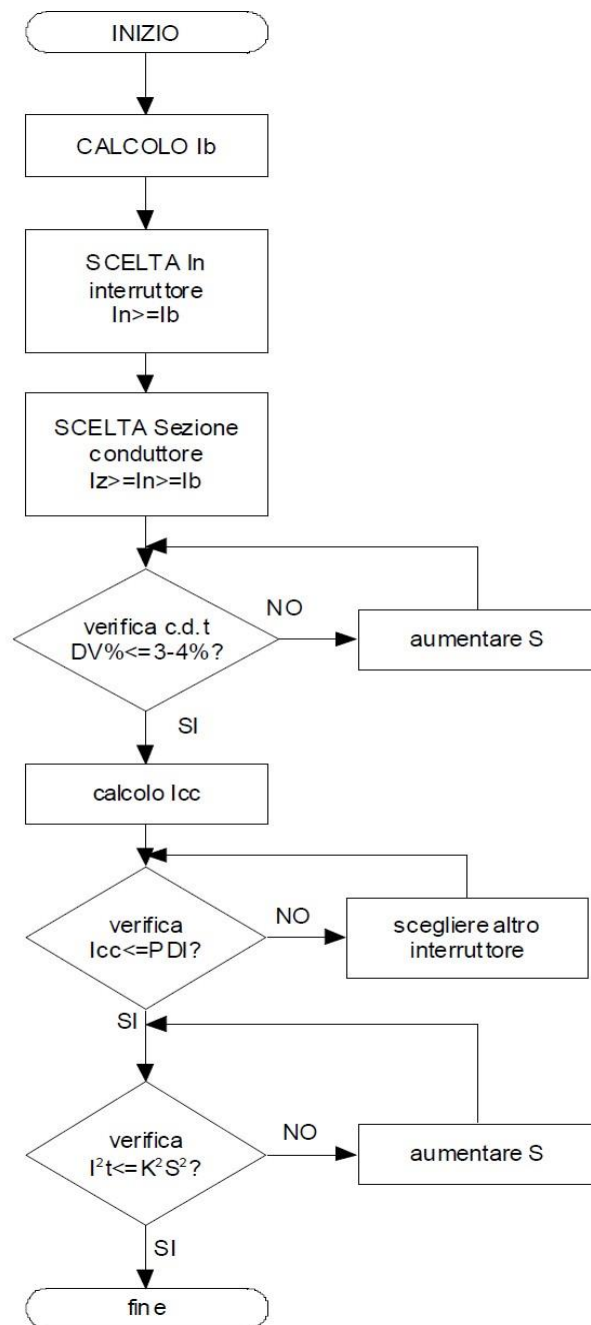 INIZIO
CALCOLO Ib
SCELTA In
interruttore
In>=Ib
SCELTA Sezione
conduttore
Iz>=In>=Ib
verifica c.d.t
DV%<=3-4%?
NO
aumentare S
SI
calcolo Icc
verifica
Icc<=PDI?
NO
scegliere altro
interruttore
SI
verifica
I²t<=K²S²?
NO
aumentare S
SI
fine